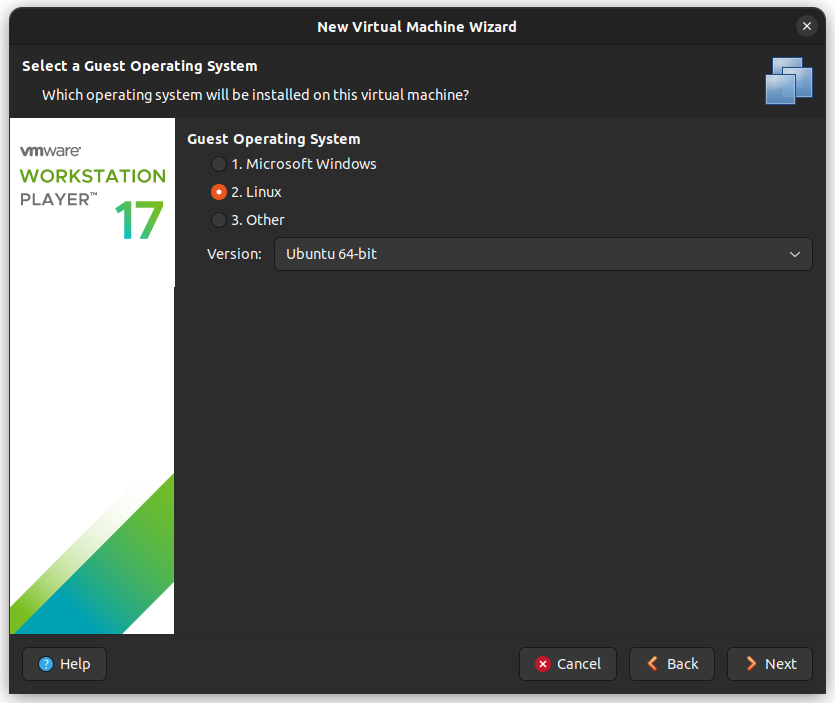 New Virtual Machine Wizard
Select a Guest Operating System
Which operating system will be installed on this virtual machine?
vmware®
WORKSTATION
PLAYER™
17
Guest Operating System
1. Microsoft Windows
2. Linux
3. Other
Version: Ubuntu 64-bit
? Help
Cancel
Back
Next